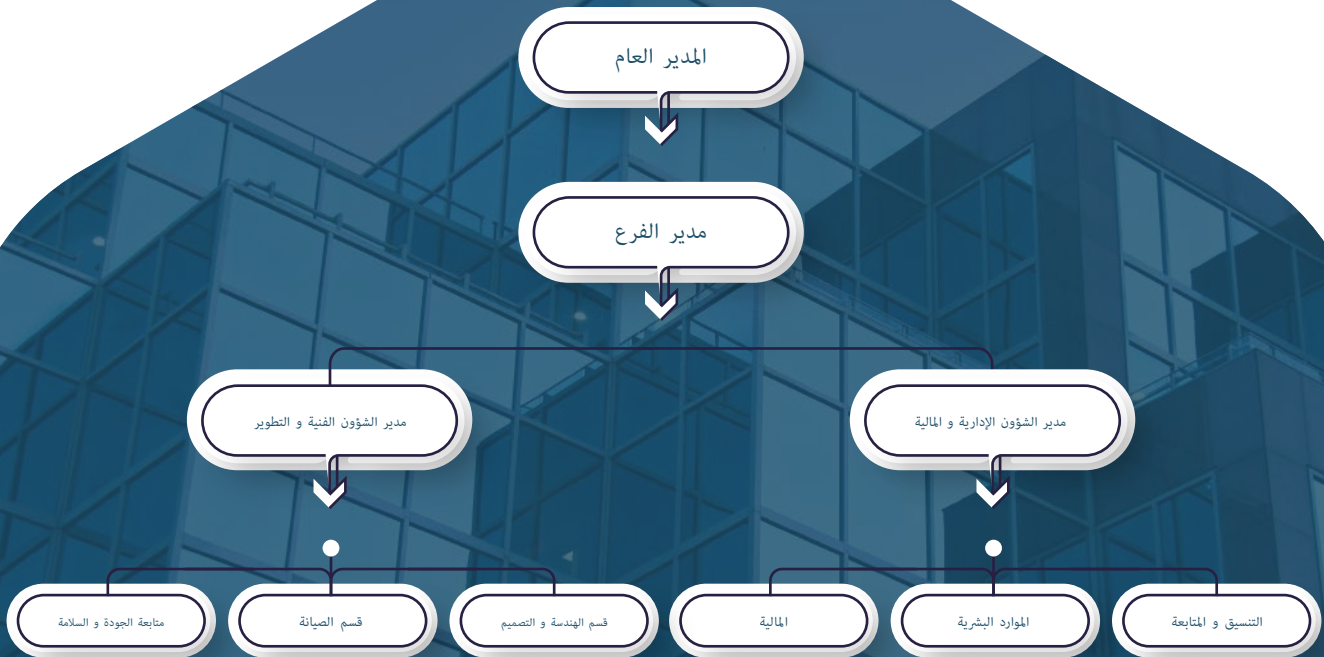 المدير العام
مدير الفرع
مدير الشؤون الإدارية و المالية
مدير الشؤون الفنية و التطوير
التنسيق و المتابعة
الموارد البشرية
المالية
قسم الهندسة و التصميم
قسم الصيانة
متابعة الجودة و السلامة